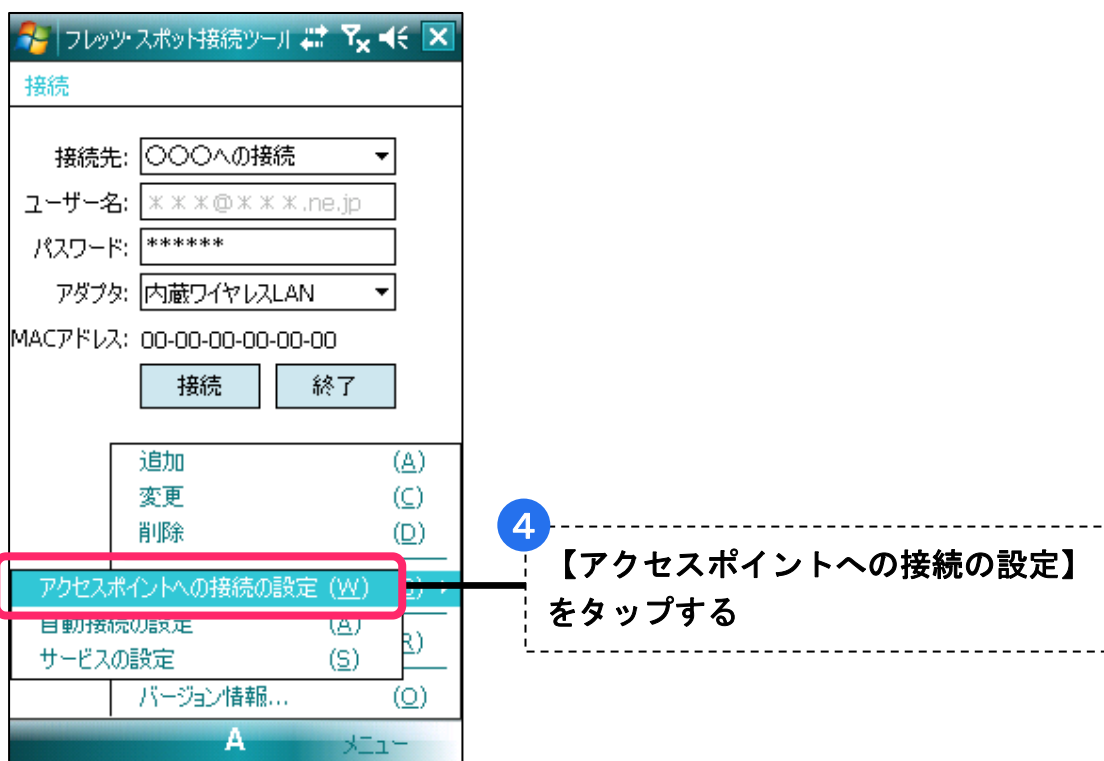 フレッツ・スポット接続ツール
接続
接続先: 〇〇〇への接続
ユーザー名: ＊＊＊@＊＊＊.ne.jp
パスワード: ******
アダプタ: 内蔵ワイヤレスLAN
MACアドレス: 00-00-00-00-00-00
接続 終了
追加 (A)
変更 (C)
削除 (D)
アクセスポイントへの接続の設定 (W)
自動接続の設定 (A)
R)
サービスの設定 (S)
バージョン情報... (O)
A メニュー
4
【アクセスポイントへの接続の設定】
をタップする